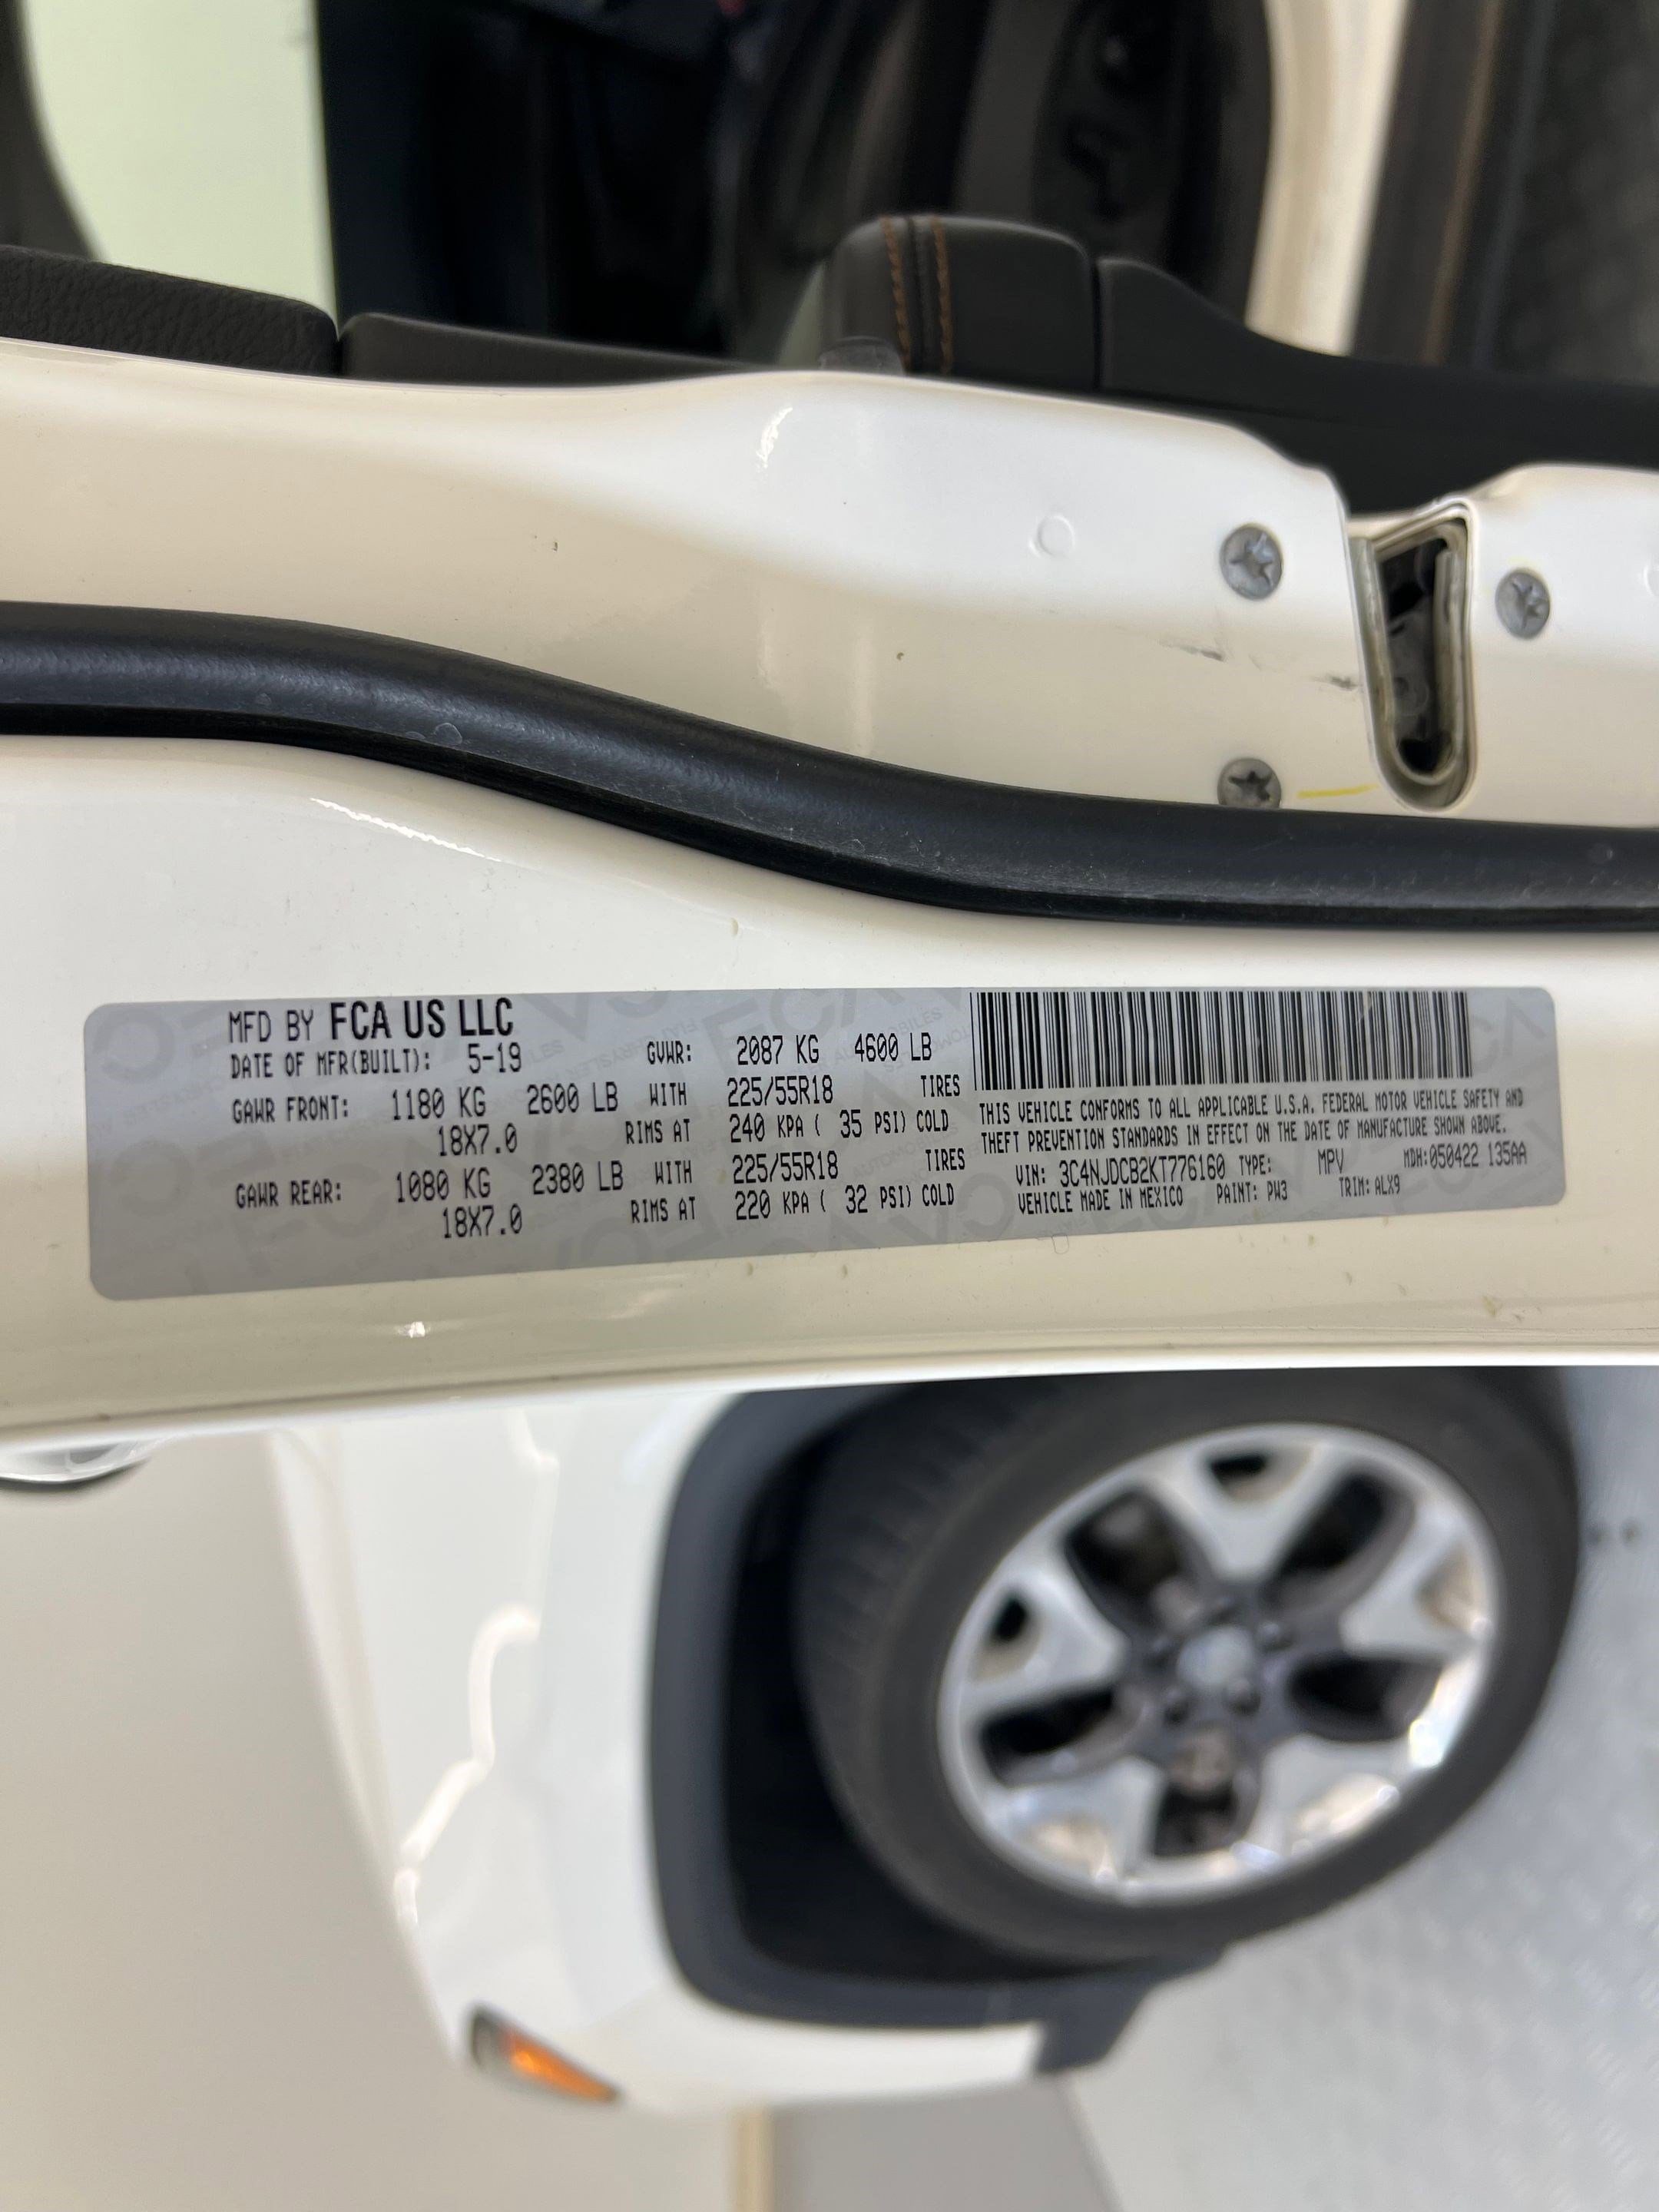 MFD BY FCA US LLC
DATE OF MFR(BUILT): 5-19 GVWR: 2087 KG 4600 LB
GAWR FRONT: 1180 KG 2600 LB WITH 225/55R18 TIRES
18X7.0 RIMS AT 240 KPA ( 35 PSI) COLD
GAWR REAR: 1080 KG 2380 LB WITH 225/55R18 TIRES
18X7.0 RIMS AT 220 KPA ( 32 PSI) COLD
THIS VEHICLE CONFORMS TO ALL APPLICABLE U.S.A. FEDERAL MOTOR VEHICLE SAFETY AND
THEFT PREVENTION STANDARDS IN EFFECT ON THE DATE OF MANUFACTURE SHOWN ABOVE.
VIN: 3C4NJDCB2KT776160 TYPE: MPV MDH:050422 135AA
VEHICLE MADE IN MEXICO PAINT: PW3 TRIM: ALX9